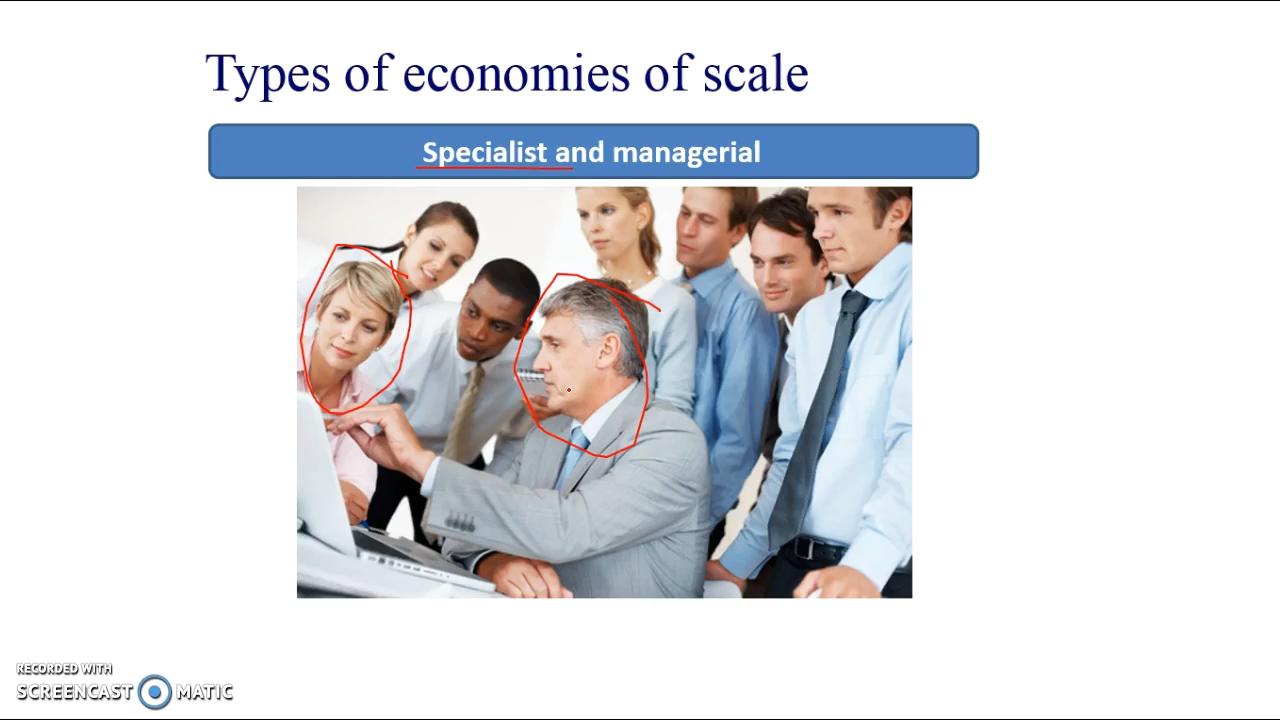 Types of economies of scale
Specialist and managerial
RECORDED WITH
SCREENCAST MATIC